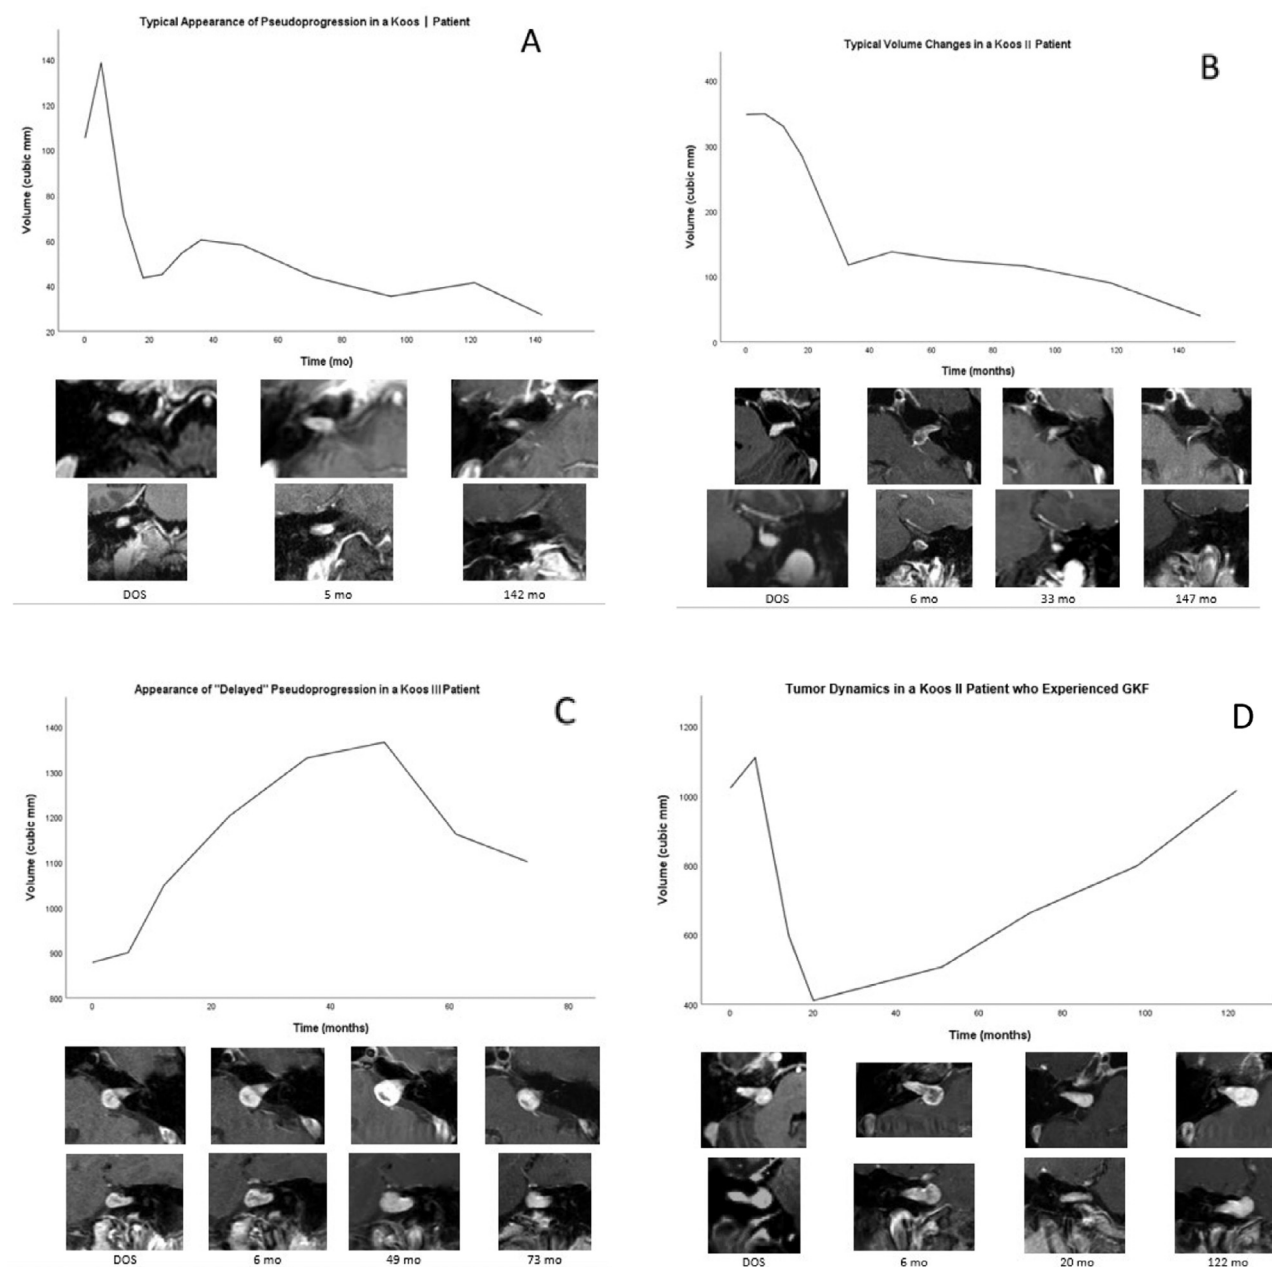 Typical Appearance of Pseudoprogression in a Koos | Patient
A
Volume (cubic mm)
140
120
100
80
60
40
20
0 20 40 60 80 100 120 140
Time (mo)
DOS 5 mo 142 mo
Typical Volume Changes in a Koos II Patient
B
Volume (cubic mm)
400
300
200
100
0
0 20 40 60 80 100 120 140
Time (months)
DOS 6 mo 33 mo 147 mo
Appearance of "Delayed" Pseudoprogression in a Koos III Patient
C
Volume (cubic mm)
1400
1300
1200
1100
1000
900
800
0 20 40 60 80
Time (months)
DOS 6 mo 49 mo 73 mo
Tumor Dynamics in a Koos II Patient who Experienced GKF
D
Volume (cubic mm)
1200
1000
800
600
400
0 20 40 60 80 100 120
Time (months)
DOS 6 mo 20 mo 122 mo